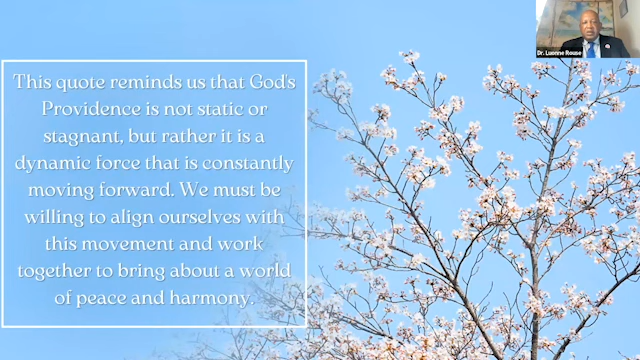 Dr. Luonne Rouse
This quote reminds us that God's
Providence is not static or
stagnant, but rather it is a
dynamic force that is constantly
moving forward. We must be
willing to align ourselves with
this movement and work
together to bring about a world
of peace and harmony.